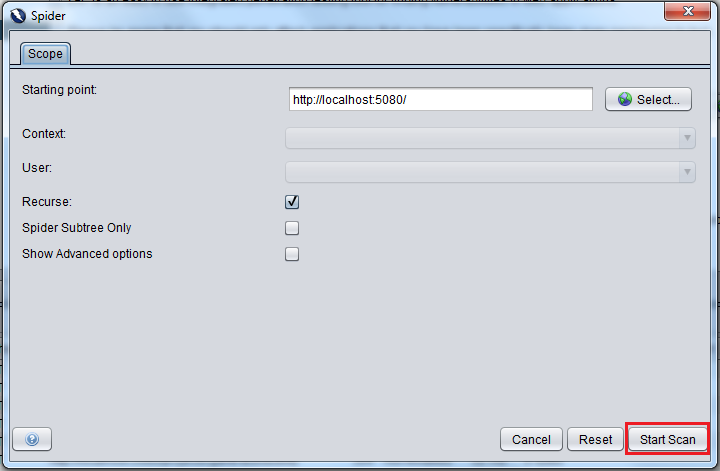 Spider
Scope
Starting point:
http://localhost:5080/
Select...
Context:
User:
Recurse:
Spider Subtree Only
Show Advanced options
Cancel
Reset
Start Scan